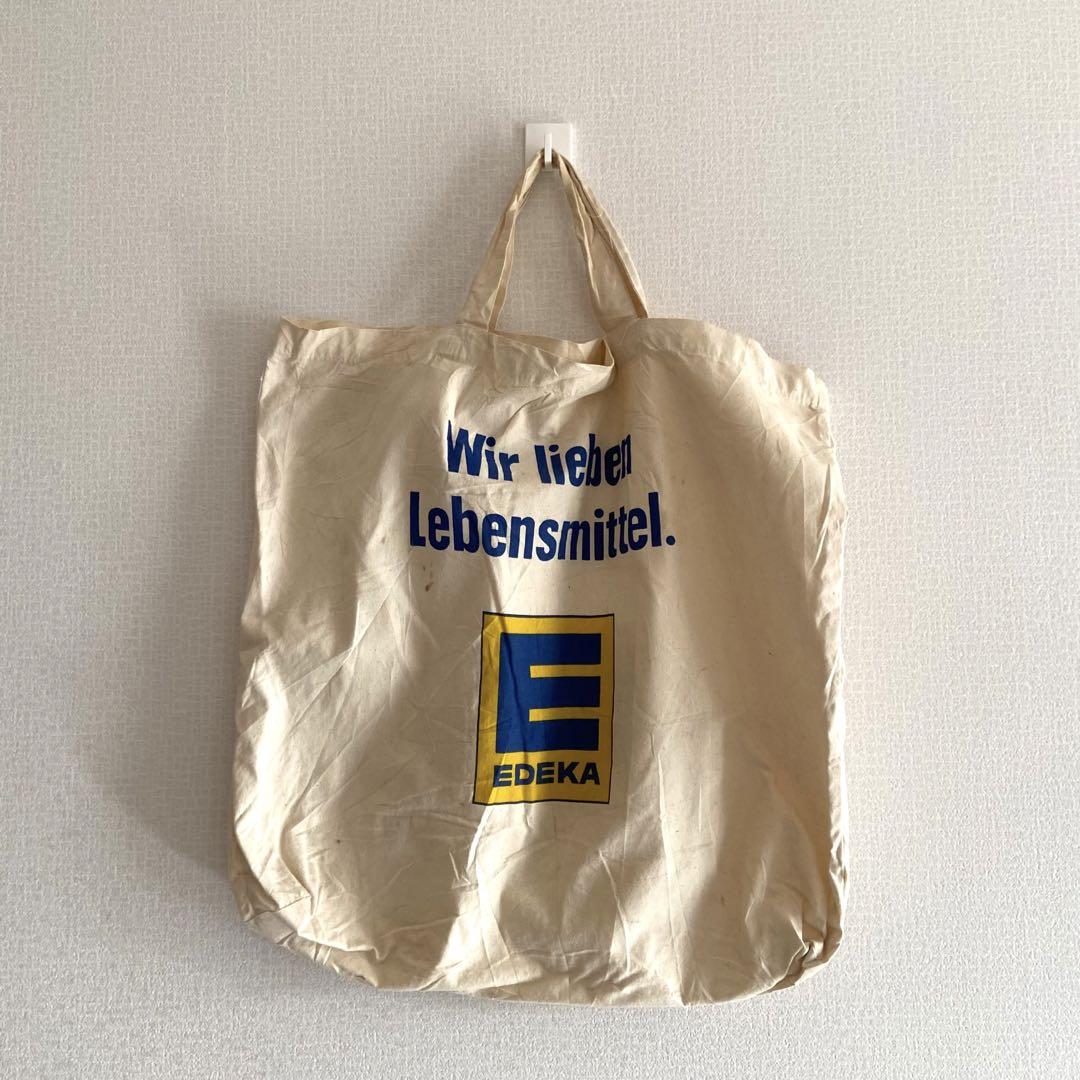 Wir lieben
Lebensmittel.
E
EDEKA